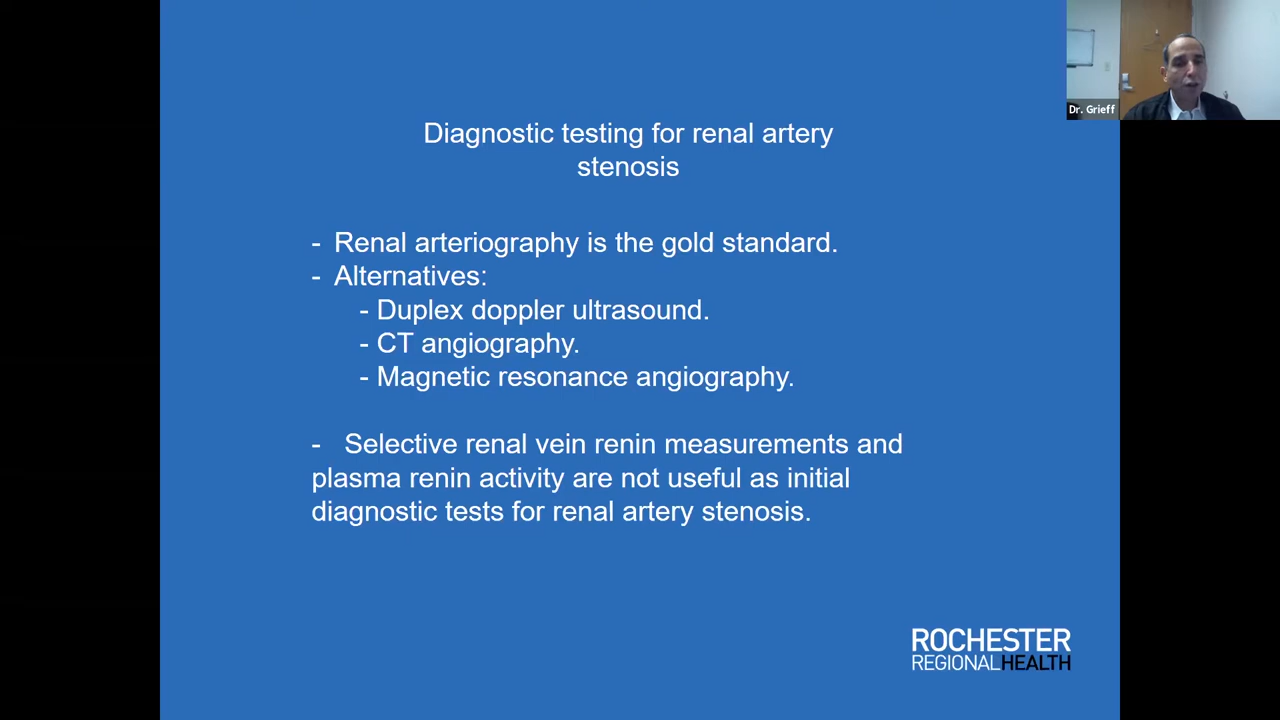 Dr. Grieff
Diagnostic testing for renal artery
stenosis
- Renal arteriography is the gold standard.
- Alternatives:
- Duplex doppler ultrasound.
- CT angiography.
- Magnetic resonance angiography.
- Selective renal vein renin measurements and
plasma renin activity are not useful as initial
diagnostic tests for renal artery stenosis.
ROCHESTER
REGIONALHEALTH